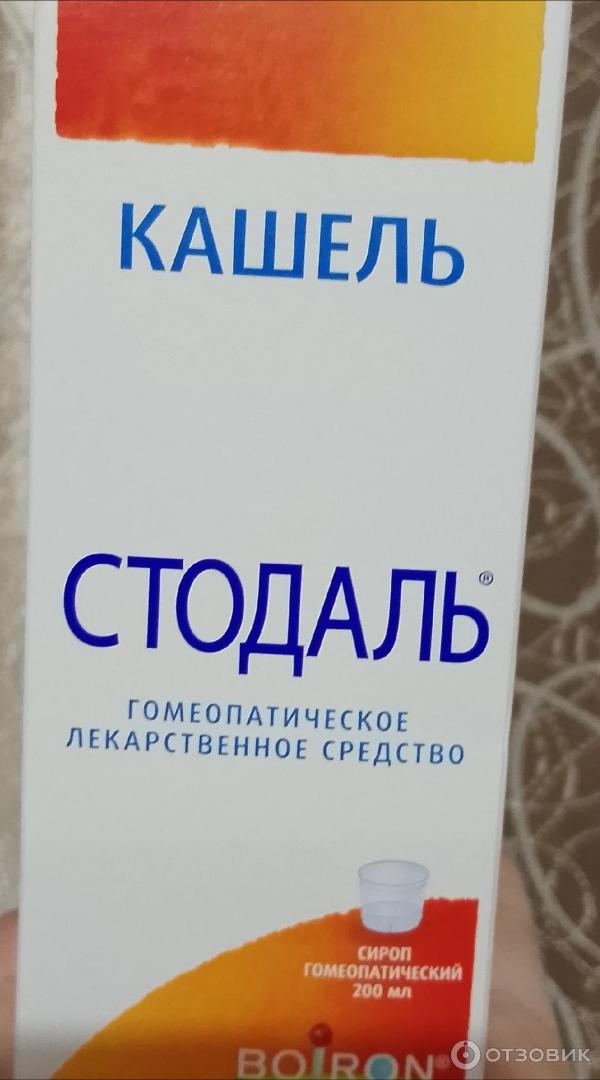 КАШЕЛЬ
СТОДАЛЬ®
ГОМЕОПАТИЧЕСКОЕ
ЛЕКАРСТВЕННОЕ СРЕДСТВО
СИРОП
ГОМЕОПАТИЧЕСКИЙ
200 мл
BOIRON®
ОТЗОВИК